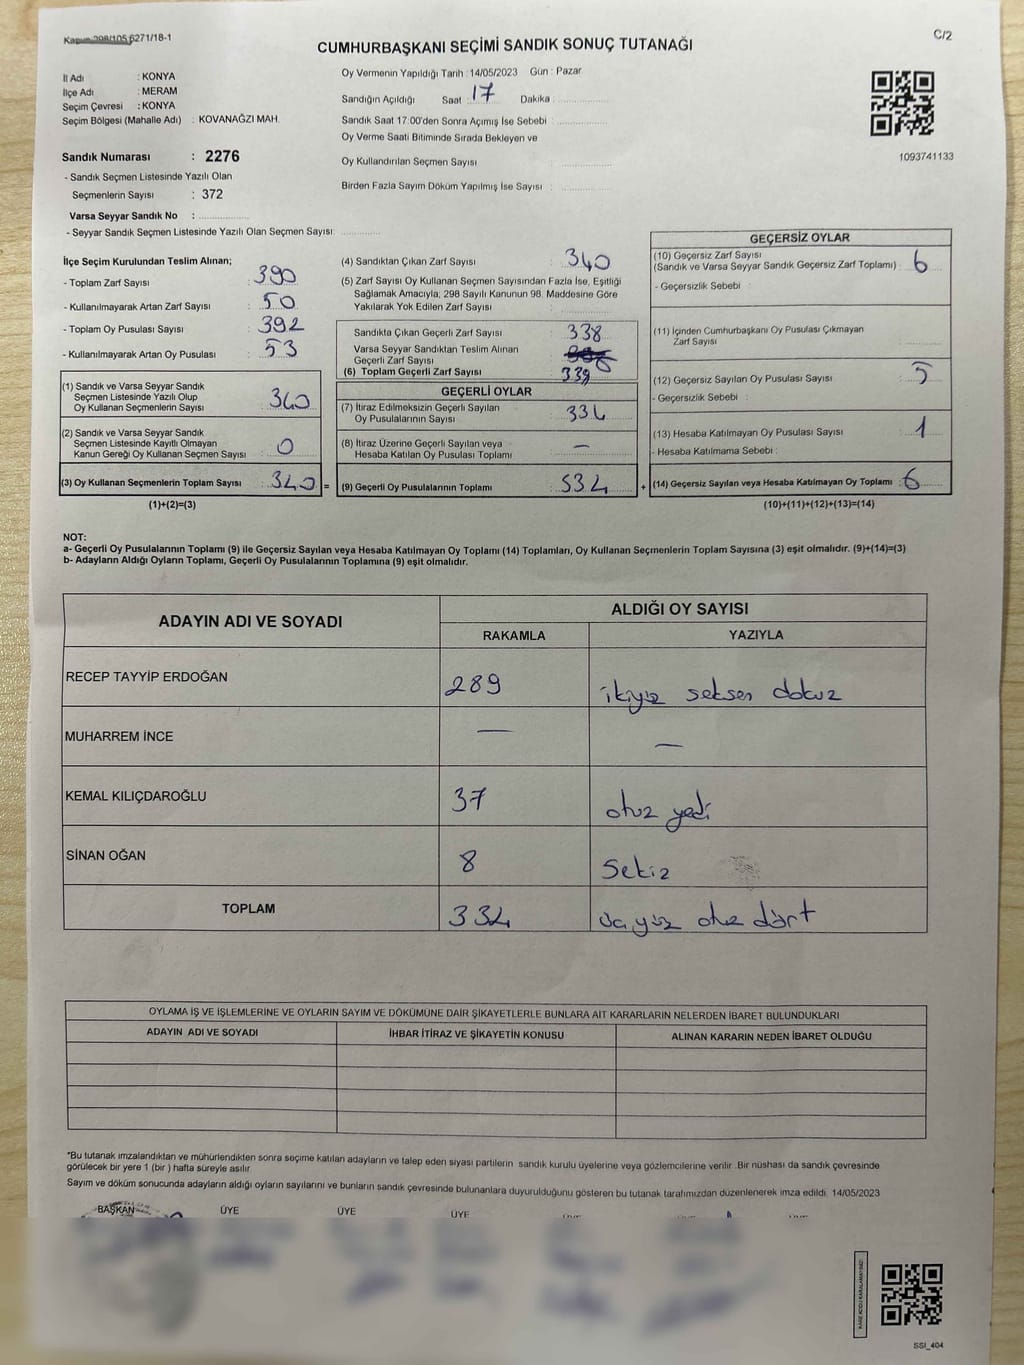 Kanun 298/105,6271/18-1
C/2
CUMHURBAŞKANI SEÇİMİ SANDIK SONUÇ TUTANAĞI
İl Adı : KONYA
İlçe Adı : MERAM
Seçim Çevresi : KONYA
Seçim Bölgesi (Mahalle Adı) : KOVANAĞZI MAH.
Sandık Numarası : 2276
- Sandık Seçmen Listesinde Yazılı Olan
Seçmenlerin Sayısı : 372
Varsa Seyyar Sandık No :
- Seyyar Sandık Seçmen Listesinde Yazılı Olan Seçmen Sayısı:
Oy Vermenin Yapıldığı Tarih : 14/05/2023 Gün : Pazar
Sandığın Açıldığı Saat 17 Dakika :
Sandık Saat 17:00'den Sonra Açımış İse Sebebi :
Oy Verme Saati Bitiminde Sırada Bekleyen ve
Oy Kullandırılan Seçmen Sayısı :
Birden Fazla Sayım Döküm Yapılmış İse Sayısı :
1093741133
İlçe Seçim Kurulundan Teslim Alınan;
- Toplam Zarf Sayısı : 390
- Kullanılmayarak Artan Zarf Sayısı : 50
- Toplam Oy Pusulası Sayısı : 392
- Kullanılmayarak Artan Oy Pusulası : 53
(1) Sandık ve Varsa Seyyar Sandık
Seçmen Listesinde Yazılı Olup
Oy Kullanan Seçmenlerin Sayısı : 340
(2) Sandık ve Varsa Seyyar Sandık
Seçmen Listesinde Kayıtlı Olmayan
Kanun Gereği Oy Kullanan Seçmen Sayısı : 0
(3) Oy Kullanan Seçmenlerin Toplam Sayısı : 340 =
(1)+(2)=(3)
(4) Sandıktan Çıkan Zarf Sayısı : 340
(5) Zarf Sayısı Oy Kullanan Seçmen Sayısından Fazla İse, Eşitliği
Sağlamak Amacıyla, 298 Sayılı Kanunun 98. Maddesine Göre
Yakılarak Yok Edilen Zarf Sayısı :
Sandıkta Çıkan Geçerli Zarf Sayısı : 338
Varsa Seyyar Sandıktan Teslim Alınan
Geçerli Zarf Sayısı :
(6) Toplam Geçerli Zarf Sayısı : 339
GEÇERLİ OYLAR
(7) İtiraz Edilmeksizin Geçerli Sayılan
Oy Pusulalarının Sayısı : 334
(8) İtiraz Üzerine Geçerli Sayılan veya
Hesaba Katılan Oy Pusulası Toplamı : —
(9) Geçerli Oy Pusulalarının Toplamı : 334 +
GEÇERSİZ OYLAR
(10) Geçersiz Zarf Sayısı
(Sandık ve Varsa Seyyar Sandık Geçersiz Zarf Toplamı) : 6
- Geçersizlik Sebebi :
(11) İçinden Cumhurbaşkanı Oy Pusulası Çıkmayan
Zarf Sayısı :
(12) Geçersiz Sayılan Oy Pusulası Sayısı : 5
- Geçersizlik Sebebi :
(13) Hesaba Katılmayan Oy Pusulası Sayısı : 1
- Hesaba Katılmama Sebebi :
(14) Geçersiz Sayılan veya Hesaba Katılmayan Oy Toplamı : 6
(10)+(11)+(12)+(13)=(14)
NOT:
a- Geçerli Oy Pusulalarının Toplamı (9) ile Geçersiz Sayılan veya Hesaba Katılmayan Oy Toplamı (14) Toplamları, Oy Kullanan Seçmenlerin Toplam Sayısına (3) eşit olmalıdır. (9)+(14)=(3)
b- Adayların Aldığı Oyların Toplamı, Geçerli Oy Pusulalarının Toplamına (9) eşit olmalıdır.
ADAYIN ADI VE SOYADI ALDIĞI OY SAYISI
RAKAMLA YAZIYLA
RECEP TAYYİP ERDOĞAN 289 ikiyüz seksen dokuz
MUHARREM İNCE — —
KEMAL KILIÇDAROĞLU 37 otuz yedi
SİNAN OĞAN 8 Sekiz
TOPLAM 334 üç yüz otuz dört
OYLAMA İŞ VE İŞLEMLERİNE VE OYLARIN SAYIM VE DÖKÜMÜNE DAİR ŞİKAYETLERLE BUNLARA AİT KARARLARIN NELERDEN İBARET BULUNDUKLARI
ADAYIN ADI VE SOYADI İHBAR İTİRAZ VE ŞİKAYETİN KONUSU ALINAN KARARIN NEDEN İBARET OLDUĞU
*Bu tutanak imzalandıktan ve mühürlendikten sonra seçime katılan adayların ve talep eden siyasi partilerin sandık kurulu üyelerine veya gözlemcilerine verilir .Bir nüshası da sandık çevresinde
görülecek bir yere 1 (bir ) hafta süreyle asılır.
Sayım ve döküm sonucunda adayların aldığı oyların sayılarını ve bunların sandık çevresinde bulunanlara duyurulduğunu gösteren bu tutanak tarafımızdan düzenlenerek imza edildi. 14/05/2023
BAŞKAN ÜYE ÜYE ÜYE
SSI_404